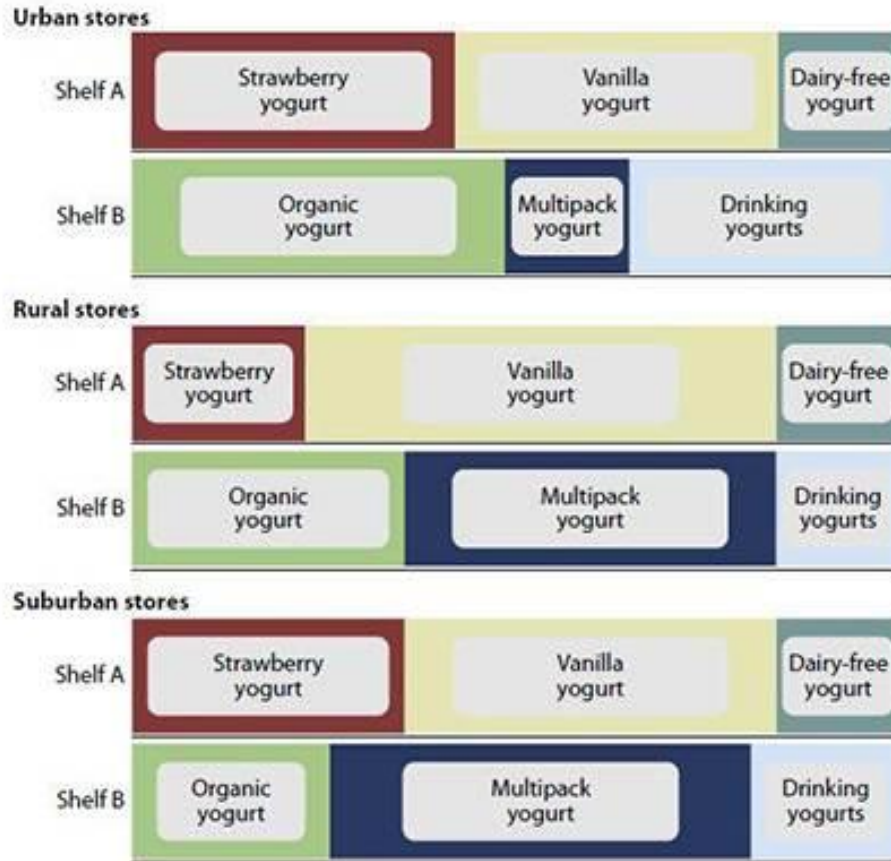 Urban stores
Shelf A
Strawberry
yogurt
Vanilla
yogurt
Dairy-free
yogurt
Shelf B
Organic
yogurt
Multipack
yogurt
Drinking
yogurts
Rural stores
Shelf A
Strawberry
yogurt
Vanilla
yogurt
Dairy-free
yogurt
Shelf B
Organic
yogurt
Multipack
yogurt
Drinking
yogurts
Suburban stores
Shelf A
Strawberry
yogurt
Vanilla
yogurt
Dairy-free
yogurt
Shelf B
Organic
yogurt
Multipack
yogurt
Drinking
yogurts